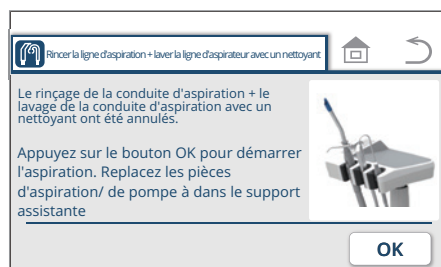 Rincer la ligne d'aspiration + laver la ligne d'aspirateur avec un nettoyant
Le rinçage de la conduite d'aspiration + le
lavage de la conduite d'aspiration avec un
nettoyant ont été annulés.
Appuyez sur le bouton OK pour démarrer
l'aspiration. Replacez les pièces
d'aspiration/ de pompe à dans le support
assistante
OK